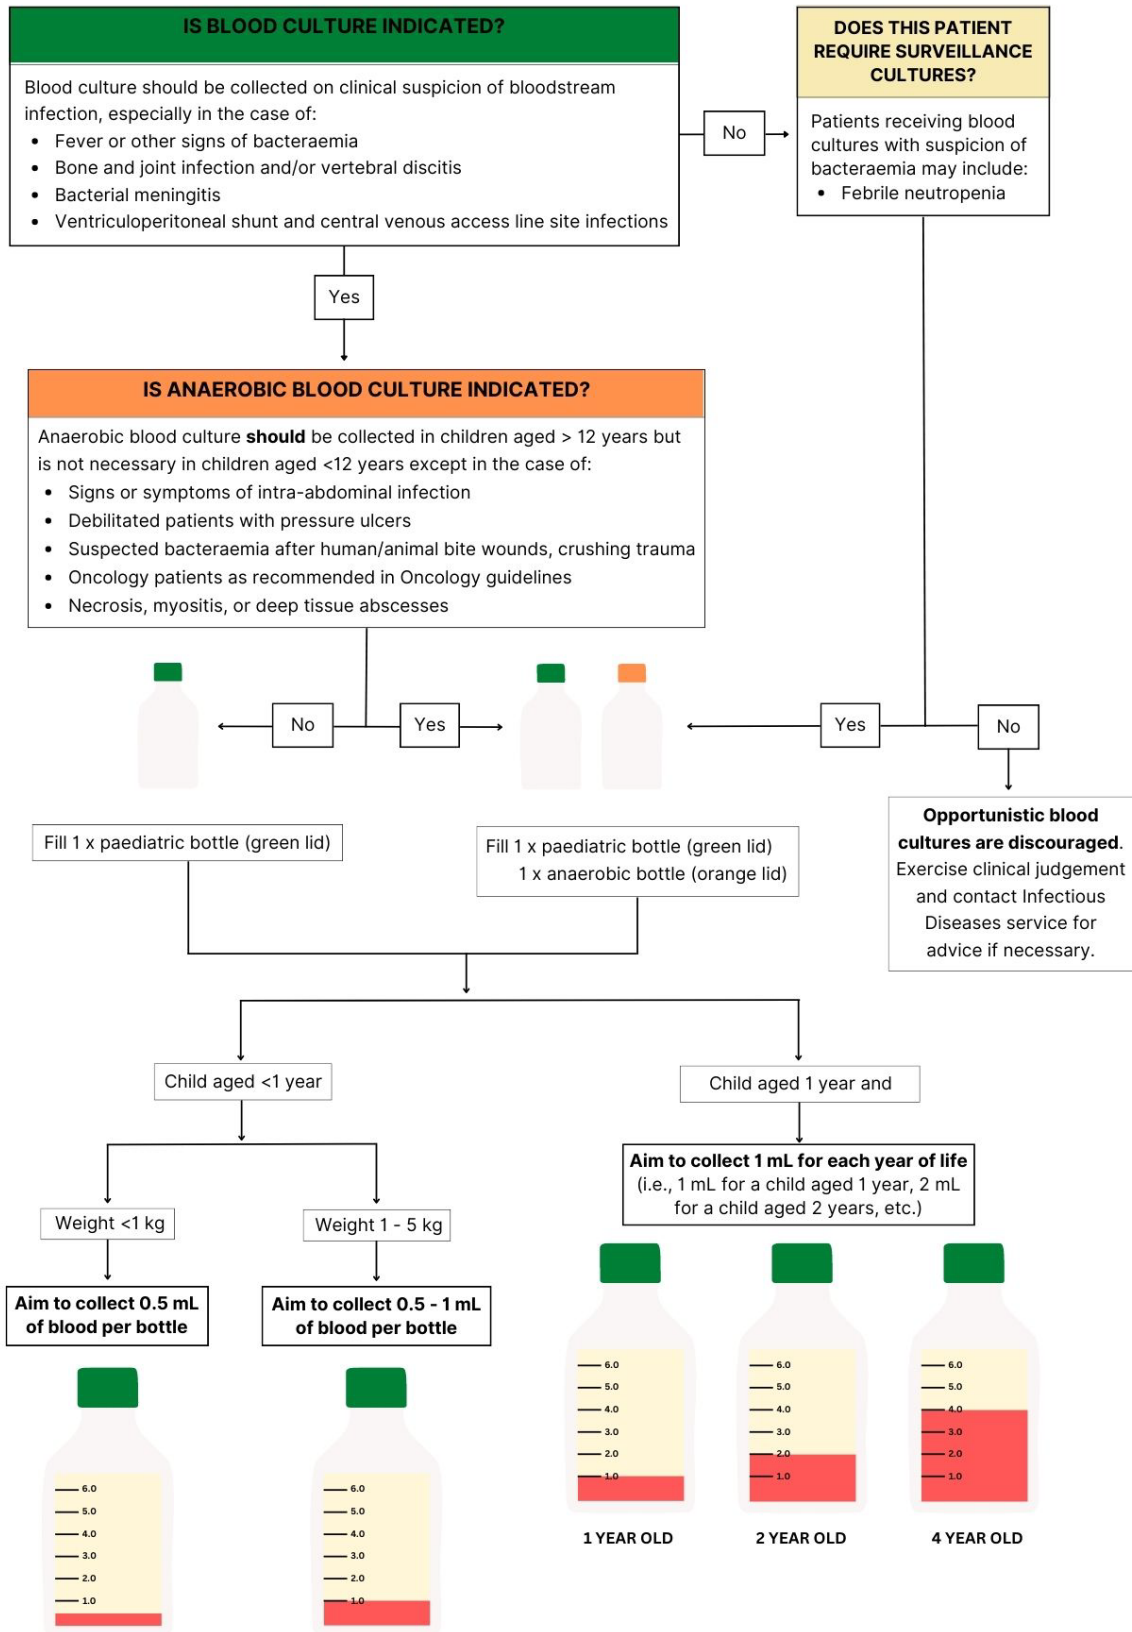 IS BLOOD CULTURE INDICATED?
Blood culture should be collected on clinical suspicion of bloodstream
infection, especially in the case of:
• Fever or other signs of bacteraemia
• Bone and joint infection and/or vertebral discitis
• Bacterial meningitis
• Ventriculoperitoneal shunt and central venous access line site infections
No
DOES THIS PATIENT
REQUIRE SURVEILLANCE
CULTURES?
Patients receiving blood
cultures with suspicion of
bacteraemia may include:
• Febrile neutropenia
Yes
IS ANAEROBIC BLOOD CULTURE INDICATED?
Anaerobic blood culture should be collected in children aged > 12 years but
is not necessary in children aged <12 years except in the case of:
• Signs or symptoms of intra-abdominal infection
• Debilitated patients with pressure ulcers
• Suspected bacteraemia after human/animal bite wounds, crushing trauma
• Oncology patients as recommended in Oncology guidelines
• Necrosis, myositis, or deep tissue abscesses
No
Yes
Yes
No
Fill 1 x paediatric bottle (green lid)
Fill 1 x paediatric bottle (green lid)
1 x anaerobic bottle (orange lid)
Opportunistic blood
cultures are discouraged.
Exercise clinical judgement
and contact Infectious
Diseases service for
advice if necessary.
Child aged <1 year
Child aged 1 year and
Aim to collect 1 mL for each year of life
(i.e., 1 mL for a child aged 1 year, 2 mL
for a child aged 2 years, etc.)
Weight <1 kg
Weight 1 - 5 kg
Aim to collect 0.5 mL
of blood per bottle
Aim to collect 0.5 - 1 mL
of blood per bottle
6.0
5.0
4.0
3.0
2.0
1.0
6.0
5.0
4.0
3.0
2.0
1.0
6.0
5.0
4.0
3.0
2.0
1.0
1 YEAR OLD
2 YEAR OLD
4 YEAR OLD
6.0
5.0
4.0
3.0
2.0
1.0
6.0
5.0
4.0
3.0
2.0
1.0